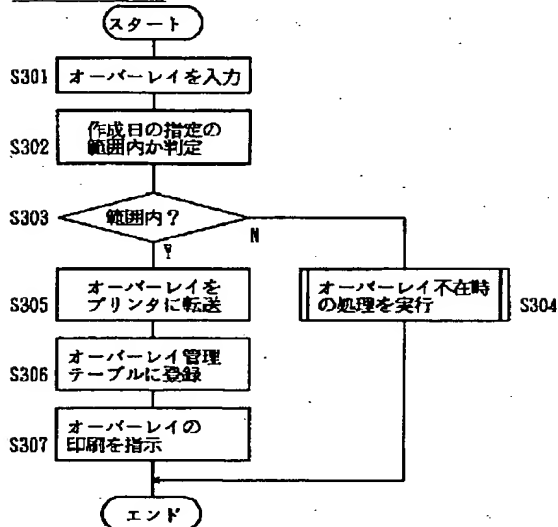 スタート
S301 オーバーレイを入力
作成日の指定の
S302 範囲内か判定
S303 範囲内？
N
Y
オーバーレイを
S305 プリンタに転送
オーバーレイ不在時
の処理を実行 S304
オーバーレイ管理
S306 テーブルに登録
オーバーレイの
S307 印刷を指示
エンド